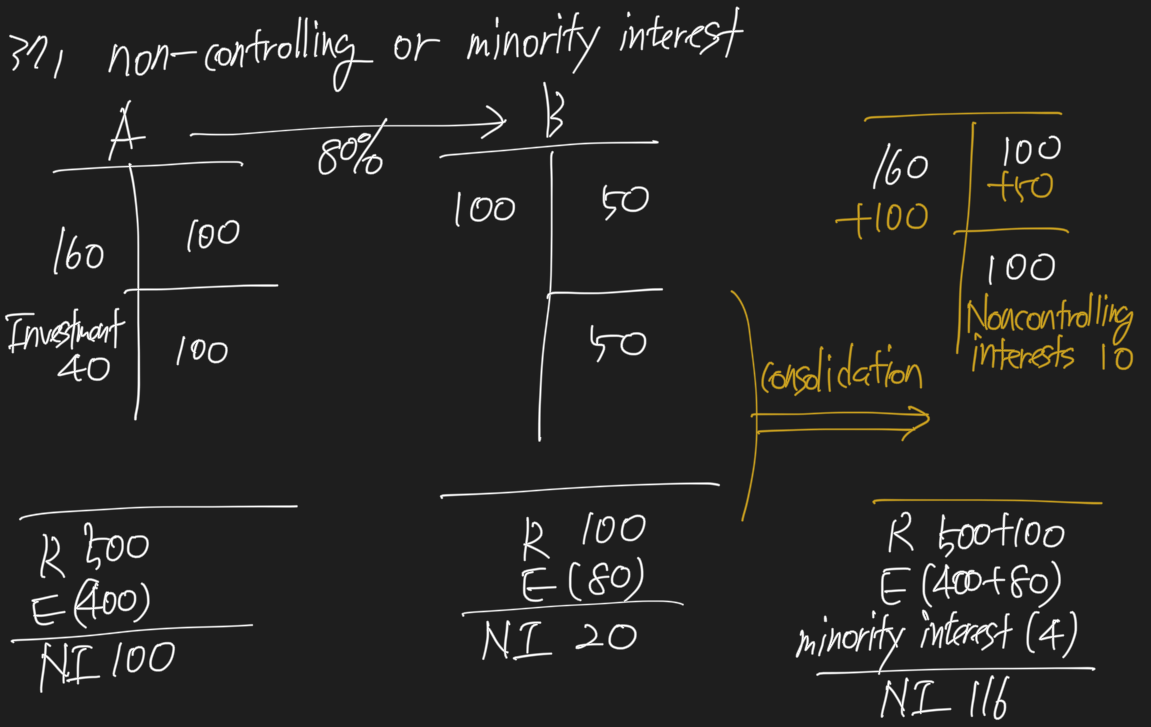 3가, non-controlling or minority interest
A
80%
B
160
100
Investment
40
100
100
50
50
160
+100
100
+50
100
Noncontrolling
interests 10
consolidation
R 500
E (400)
NI 100
R 100
E (80)
NI 20
R 500+100
E (400+80)
minority interest (4)
NI 116